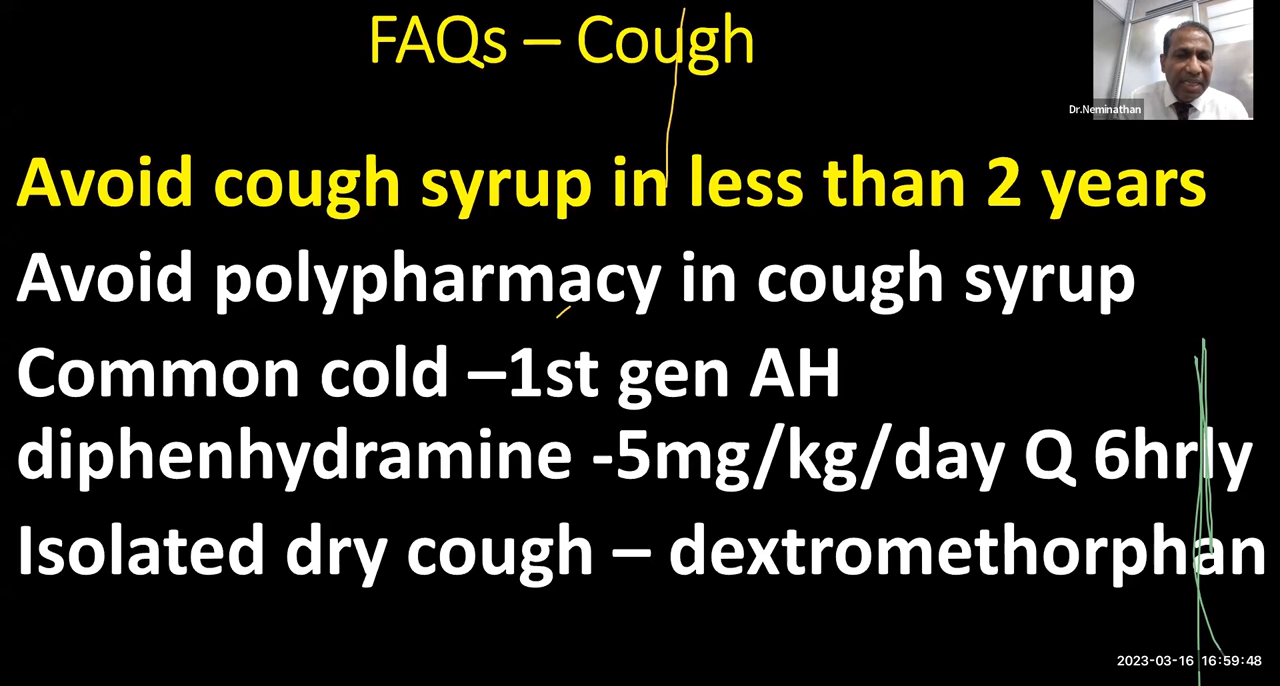 FAQs – Cough
Dr.Neminathan
Avoid cough syrup in less than 2 years
Avoid polypharmacy in cough syrup
Common cold –1st gen AH
diphenhydramine -5mg/kg/day Q 6hrly
Isolated dry cough – dextromethorphan
2023-03-16 16:59:48